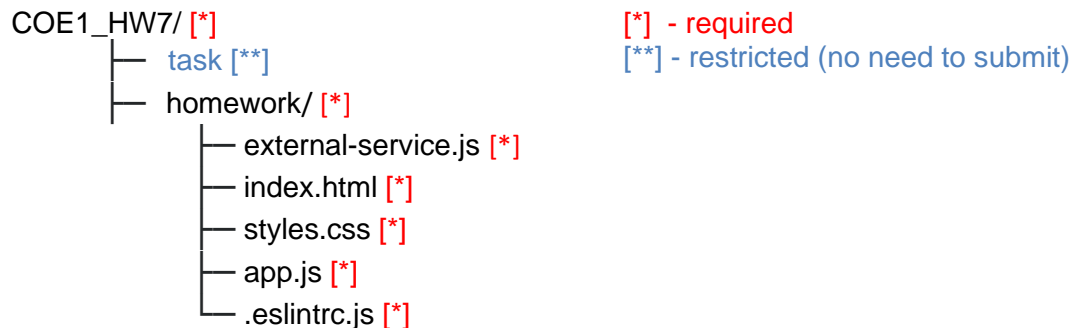 COE1_HW7/ [*] [*] - required
task [**] [**] - restricted (no need to submit)
homework/ [*]
external-service.js [*]
index.html [*]
styles.css [*]
app.js [*]
.eslintrc.js [*]